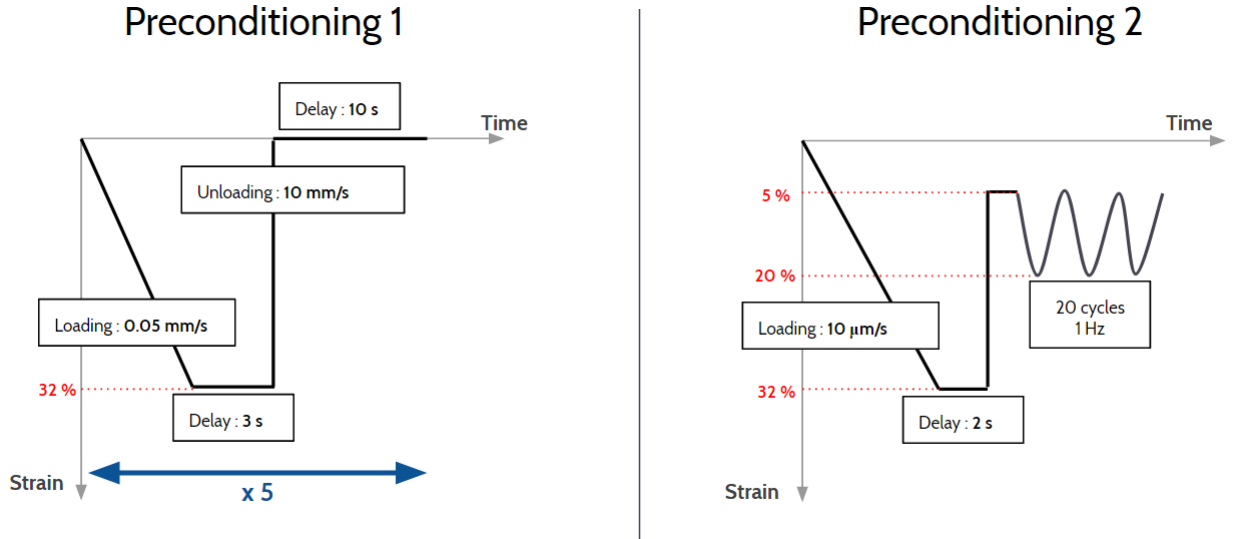 Preconditioning 1
Delay : 10 s
Time
Unloading : 10 mm/s
Loading : 0.05 mm/s
32 %
Delay : 3 s
Strain
x 5
Preconditioning 2
Time
5 %
20 %
20 cycles
1 Hz
Loading : 10 μm/s
32 %
Delay : 2 s
Strain